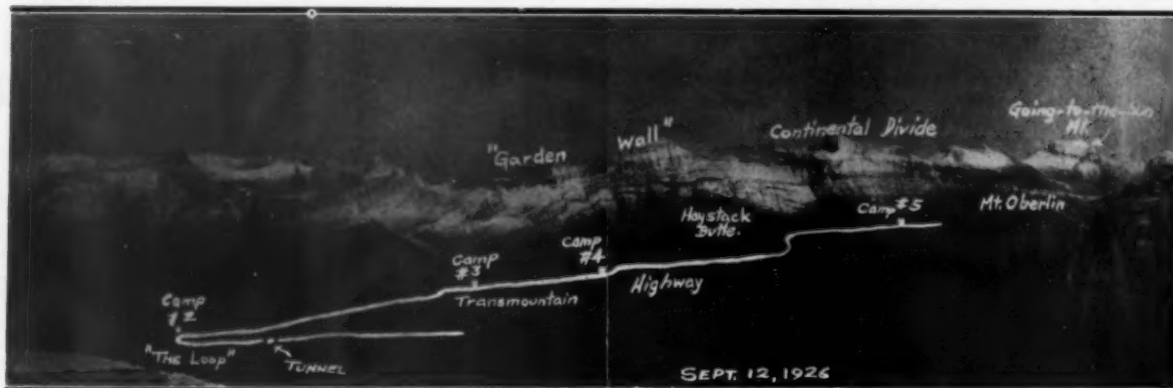 Going-to-the-Sun
Mt.
Continental Divide
"Garden Wall"
Mt. Oberlin
Haystack
Butte.
Camp #5
Camp
#4
Camp
#3
Transmountain Highway
Camp
#2
"THE LOOP"
TUNNEL
SEPT. 12, 1926